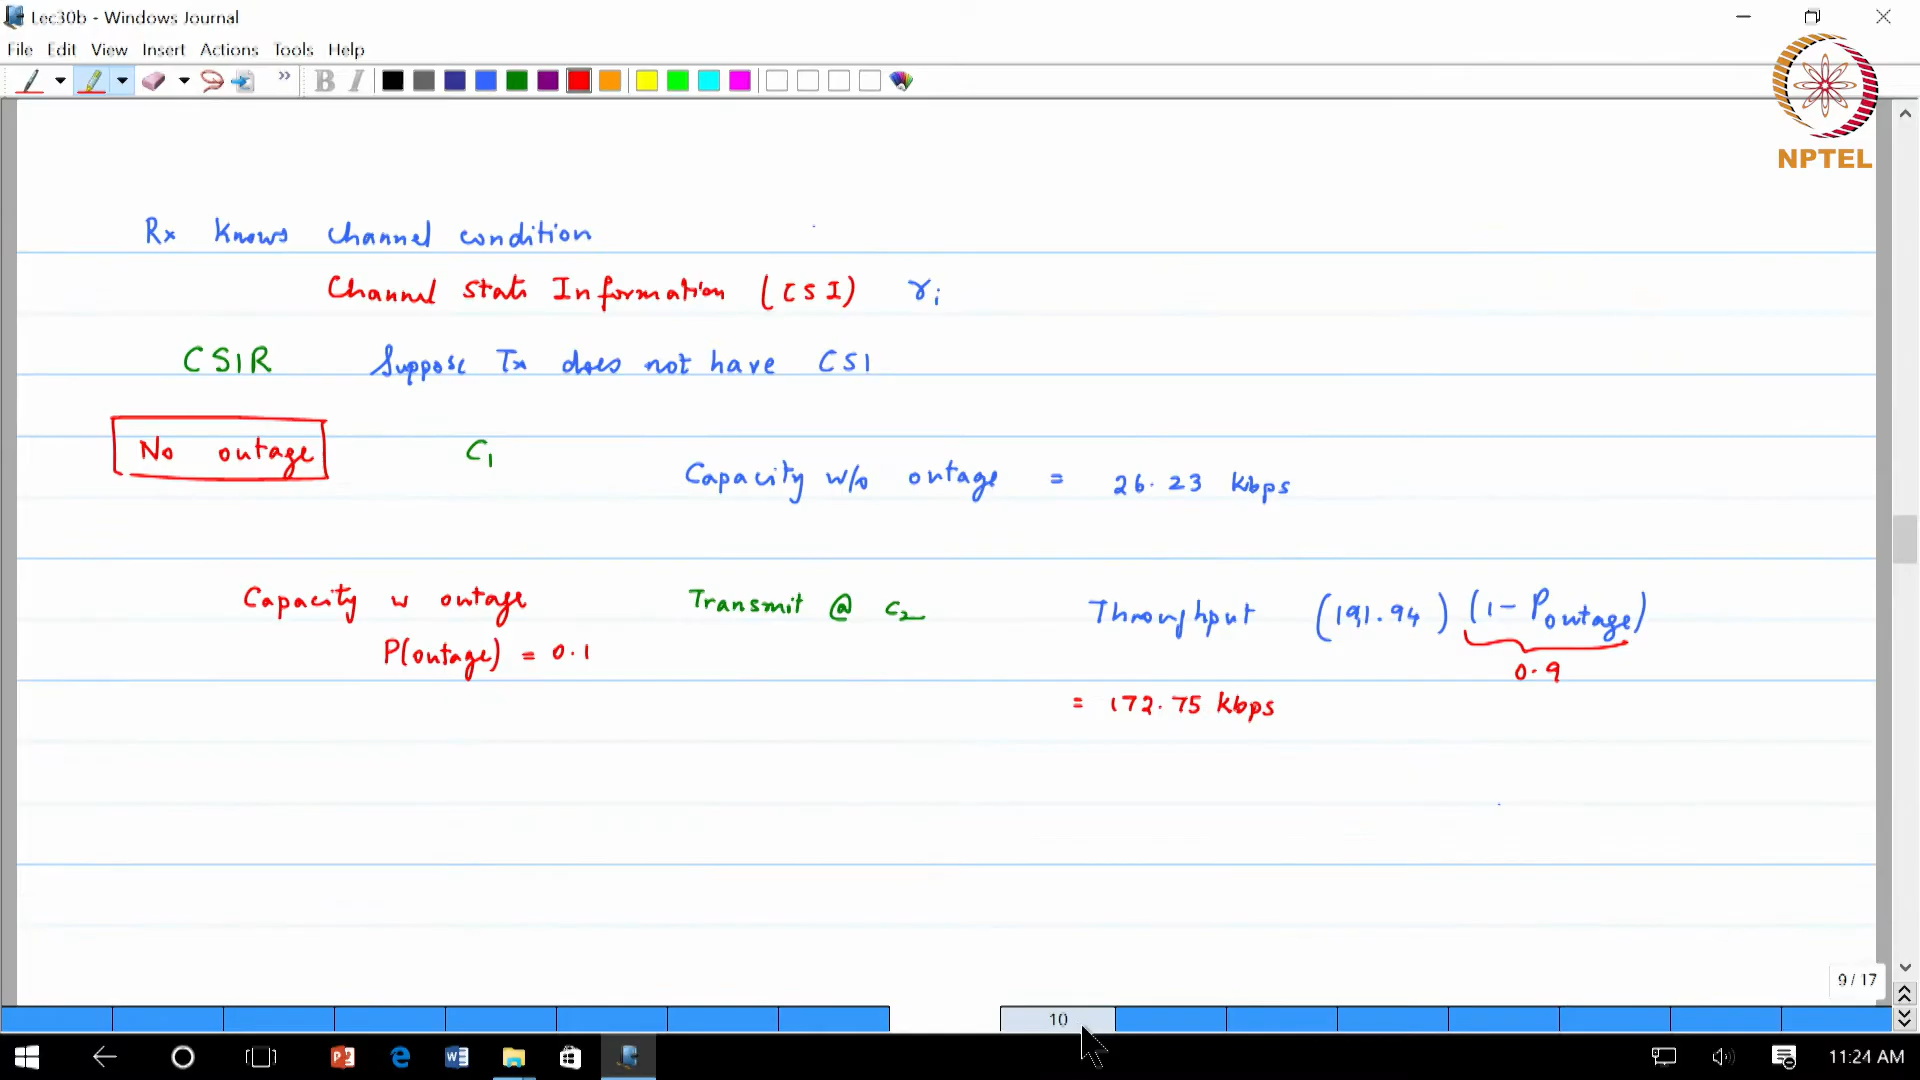 Lec30b - Windows Journal
File Edit View Insert Actions Tools Help
B I
NPTEL
Rx knows channel condition
Channel State Information (CSI) γi
CSIR Suppose Tx does not have CSI
No outage C1
Capacity w/o outage = 26.23 kbps
Capacity w outage Transmit @ C2 Throughput (191.94) (1 - Poutage)
P(outage) = 0.1 0.9
= 172.75 kbps
9 / 17
10
11:24 AM